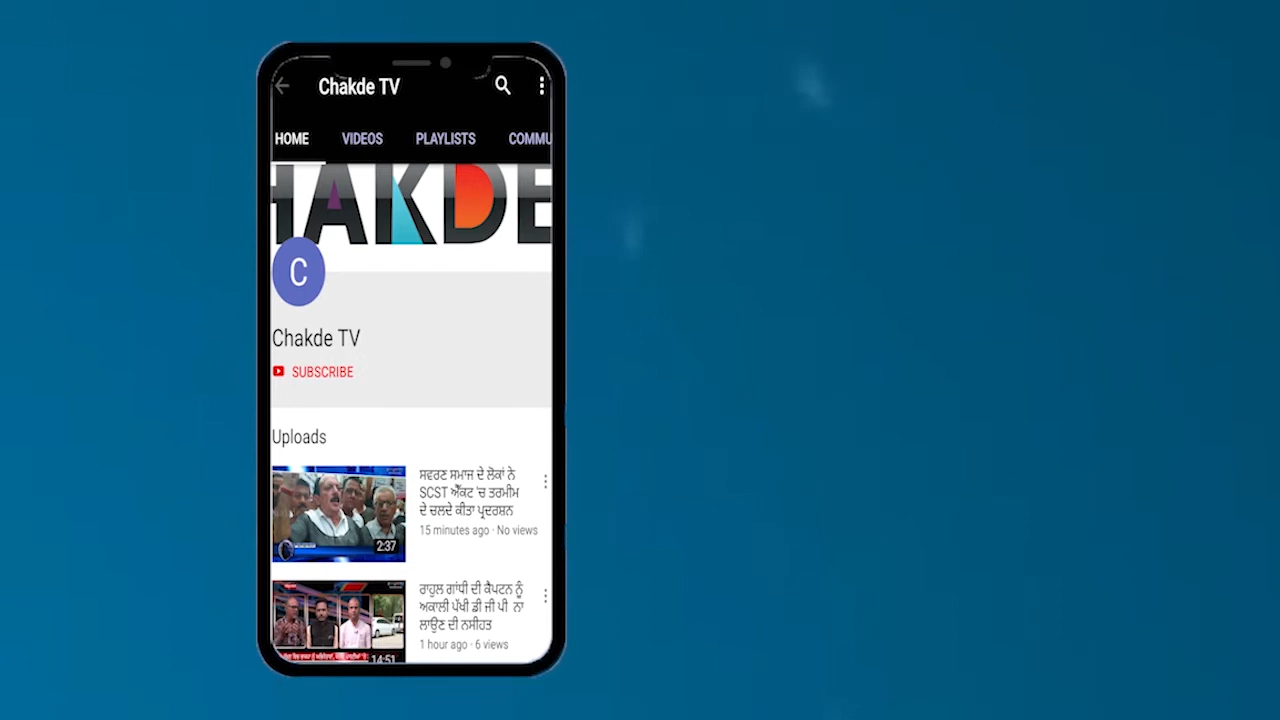 Chakde TV
HOME VIDEOS PLAYLISTS COMMU
HAKDE
C
Chakde TV
SUBSCRIBE
Uploads
ਸਵਰਣ ਸਮਾਜ ਦੇ ਲੋਕਾਂ ਨੇ
SCST ਐੱਕਟ 'ਚ ਤਰਮੀਮ
ਦੇ ਚਲਦੇ ਕੀਤਾ ਪ੍ਰਦਰਸ਼ਨ
15 minutes ago · No views
2:37
ਰਾਹੁਲ ਗਾਂਧੀ ਦੀ ਕੈਪਟਨ ਨੂੰ
ਅਕਾਲੀ ਪੱਖੀ ਡੀ ਜੀ ਪੀ ਨਾ
ਲਾਉਣ ਦੀ ਨਸੀਹਤ
1 hour ago · 6 views
14:51